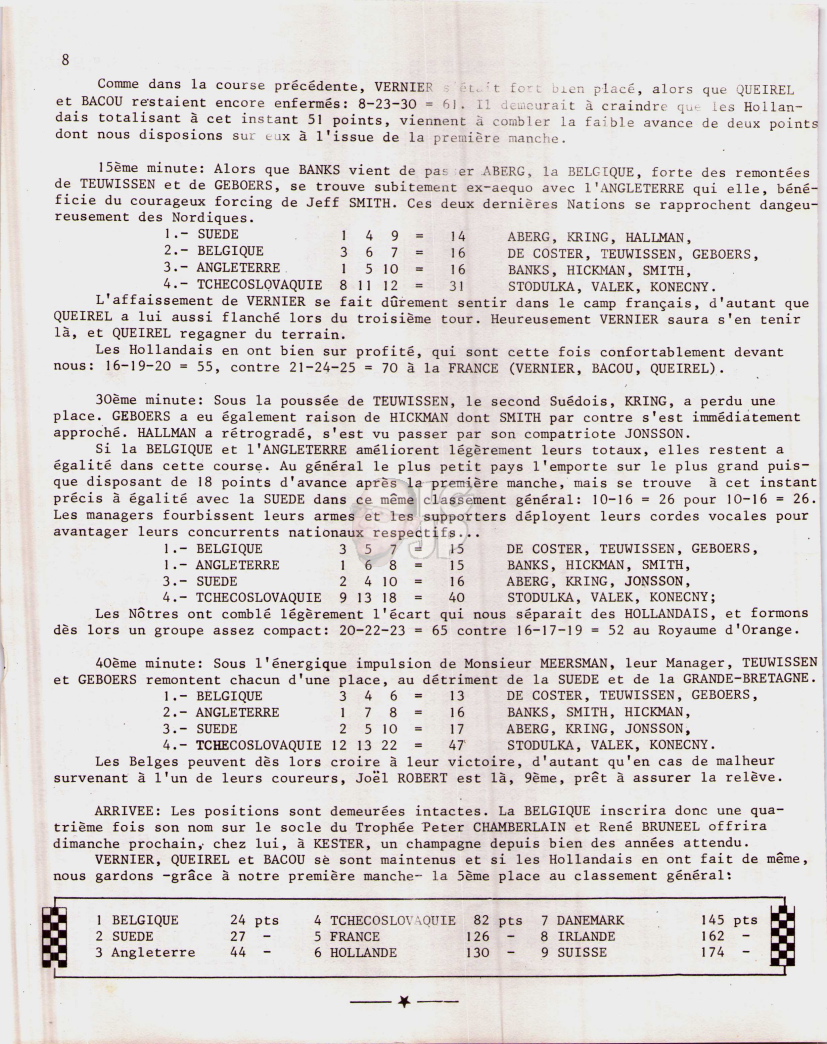 8
Comme dans la course précédente, VERNIER s'était fort bien placé, alors que QUEIREL
et BACOU restaient encore enfermés: 8-23-30 = 61. Il demeurait à craindre que les Hollan-
dais totalisant à cet instant 51 points, viennent à combler la faible avance de deux points
dont nous disposions sur eux à l'issue de la première manche.
15ème minute: Alors que BANKS vient de passer ABERG, la BELGIQUE, forte des remontées
de TEUWISSEN et de GEBOERS, se trouve subitement ex-aequo avec l'ANGLETERRE qui elle, béné-
ficie du courageux forcing de Jeff SMITH. Ces deux dernières Nations se rapprochent dangeu-
reusement des Nordiques.
1.- SUEDE 1 4 9 = 14 ABERG, KRING, HALLMAN,
2.- BELGIQUE 3 6 7 = 16 DE COSTER, TEUWISSEN, GEBOERS,
3.- ANGLETERRE 1 5 10 = 16 BANKS, HICKMAN, SMITH,
4.- TCHECOSLOVAQUIE 8 11 12 = 31 STODULKA, VALEK, KONECNY.
L'affaissement de VERNIER se fait dûrement sentir dans le camp français, d'autant que
QUEIREL a lui aussi flanché lors du troisième tour. Heureusement VERNIER saura s'en tenir
là, et QUEIREL regagner du terrain.
Les Hollandais en ont bien sur profité, qui sont cette fois confortablement devant
nous: 16-19-20 = 55, contre 21-24-25 = 70 à la FRANCE (VERNIER, BACOU, QUEIREL).
30ème minute: Sous la poussée de TEUWISSEN, le second Suédois, KRING, a perdu une
place. GEBOERS a eu également raison de HICKMAN dont SMITH par contre s'est immédiatement
approché. HALLMAN a rétrogradé, s'est vu passer par son compatriote JONSSON.
Si la BELGIQUE et l'ANGLETERRE améliorent légèrement leurs totaux, elles restent a
égalité dans cette course. Au général le plus petit pays l'emporte sur le plus grand puis-
que disposant de 18 points d'avance après la première manche, mais se trouve à cet instant
précis à égalité avec la SUEDE dans ce même classement général: 10-16 = 26 pour 10-16 = 26.
Les managers fourbissent leurs armes et les supporters déployent leurs cordes vocales pour
avantager leurs concurrents nationaux respectifs...
1.- BELGIQUE 3 5 7 = 15 DE COSTER, TEUWISSEN, GEBOERS,
1.- ANGLETERRE 1 6 8 = 15 BANKS, HICKMAN, SMITH,
3.- SUEDE 2 4 10 = 16 ABERG, KRING, JONSSON,
4.- TCHECOSLOVAQUIE 9 13 18 = 40 STODULKA, VALEK, KONECNY;
Les Nôtres ont comblé légèrement l'écart qui nous séparait des HOLLANDAIS, et formons
dès lors un groupe assez compact: 20-22-23 = 65 contre 16-17-19 = 52 au Royaume d'Orange.
40ème minute: Sous l'énergique impulsion de Monsieur MEERSMAN, leur Manager, TEUWISSEN
et GEBOERS remontent chacun d'une place, au détriment de la SUEDE et de la GRANDE-BRETAGNE.
1.- BELGIQUE 3 4 6 = 13 DE COSTER, TEUWISSEN, GEBOERS,
2.- ANGLETERRE 1 7 8 = 16 BANKS, SMITH, HICKMAN,
3.- SUEDE 2 5 10 = 17 ABERG, KRING, JONSSON,
4.- TCHECOSLOVAQUIE 12 13 22 = 47 STODULKA, VALEK, KONECNY.
Les Belges peuvent dès lors croire à leur victoire, d'autant qu'en cas de malheur
survenant à l'un de leurs coureurs, Joël ROBERT est là, 9ème, prêt à assurer la relève.
ARRIVEE: Les positions sont demeurées intactes. La BELGIQUE inscrira donc une qua-
trième fois son nom sur le socle du Trophée Peter CHAMBERLAIN et René BRUNEEL offrira
dimanche prochain, chez lui, à KESTER, un champagne depuis bien des années attendu.
VERNIER, QUEIREL et BACOU sè sont maintenus et si les Hollandais en ont fait de même,
nous gardons -grâce à notre première manche- la 5ème place au classement général:
1 BELGIQUE 24 pts 4 TCHECOSLOVAQUIE 82 pts 7 DANEMARK 145 pts
2 SUEDE 27 - 5 FRANCE 126 - 8 IRLANDE 162 -
3 Angleterre 44 - 6 HOLLANDE 130 - 9 SUISSE 174 -